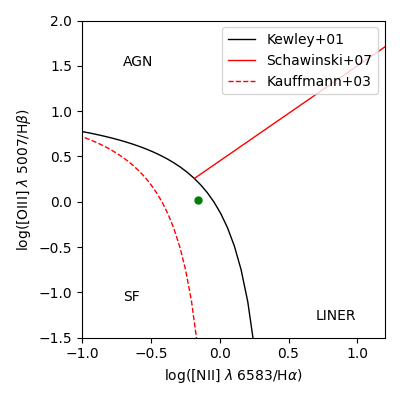 2.0
1.5
1.0
0.5
0.0
−0.5
−1.0
−1.5
log([OIII] λ 5007/Hβ)
AGN
Kewley+01
Schawinski+07
Kauffmann+03
SF
LINER
−1.0 −0.5 0.0 0.5 1.0
log([NII] λ 6583/Hα)